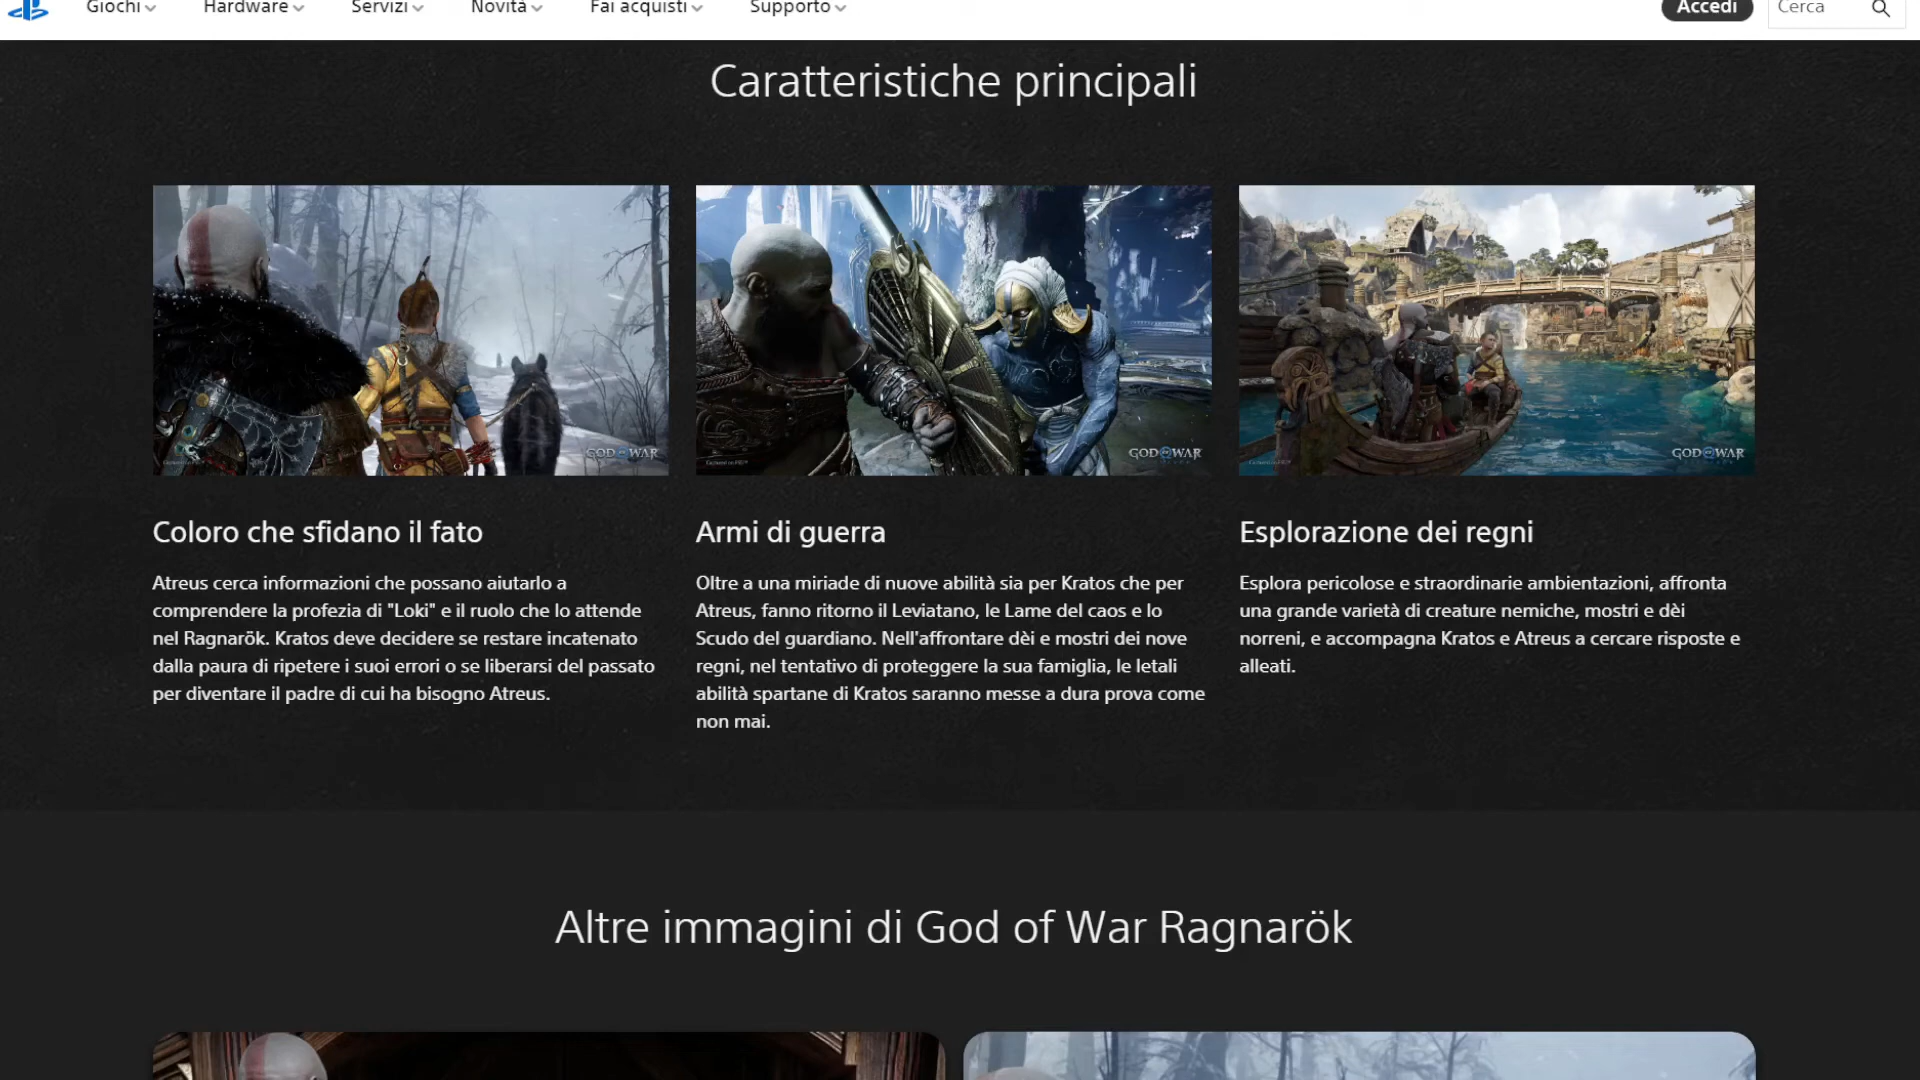 Giochi Hardware Servizi Novità Fai acquisti Supporto Accedi Cerca
Caratteristiche principali
GOD OF WAR
GOD OF WAR
GOD OF WAR
Coloro che sfidano il fato
Atreus cerca informazioni che possano aiutarlo a
comprendere la profezia di "Loki" e il ruolo che lo attende
nel Ragnarök. Kratos deve decidere se restare incatenato
dalla paura di ripetere i suoi errori o se liberarsi del passato
per diventare il padre di cui ha bisogno Atreus.
Armi di guerra
Oltre a una miriade di nuove abilità sia per Kratos che per
Atreus, fanno ritorno il Leviatano, le Lame del caos e lo
Scudo del guardiano. Nell'affrontare dèi e mostri dei nove
regni, nel tentativo di proteggere la sua famiglia, le letali
abilità spartane di Kratos saranno messe a dura prova come
non mai.
Esplorazione dei regni
Esplora pericolose e straordinarie ambientazioni, affronta
una grande varietà di creature nemiche, mostri e dèi
norreni, e accompagna Kratos e Atreus a cercare risposte e
alleati.
Altre immagini di God of War Ragnarök